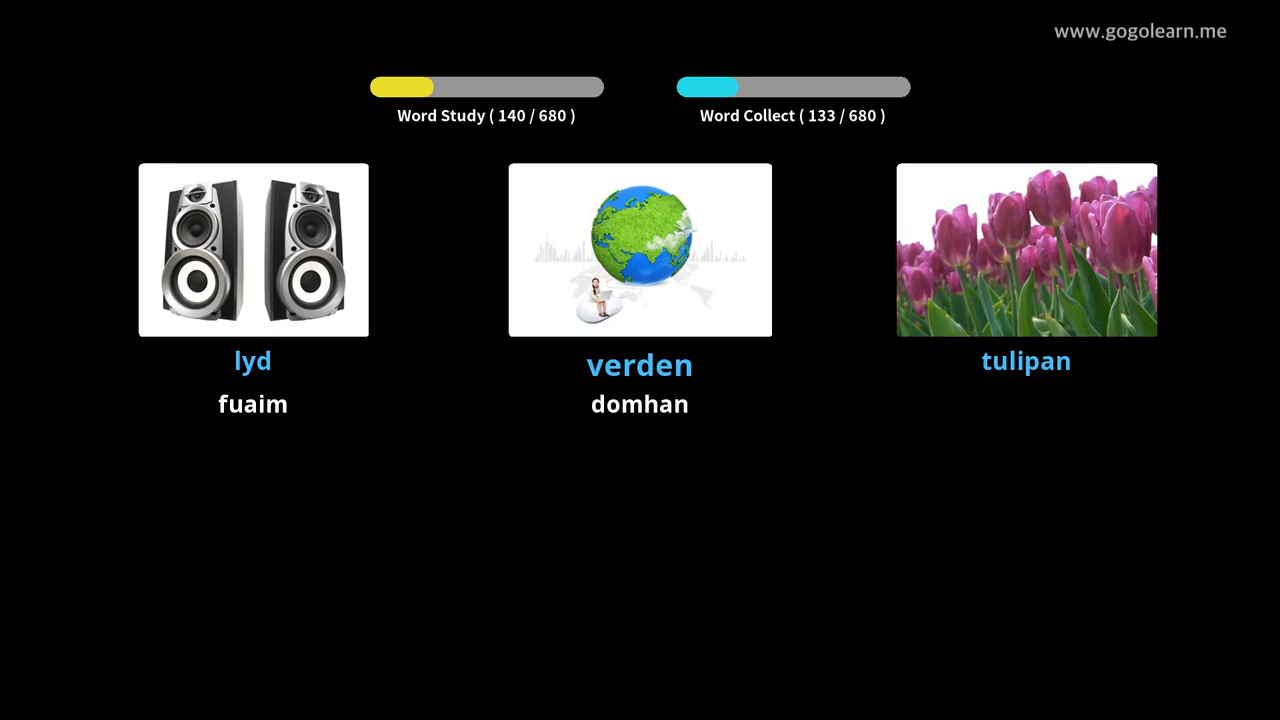 www.gogolearn.me
Word Study ( 140 / 680 )
Word Collect ( 133 / 680 )
lyd
verden
tulipan
fuaim
domhan